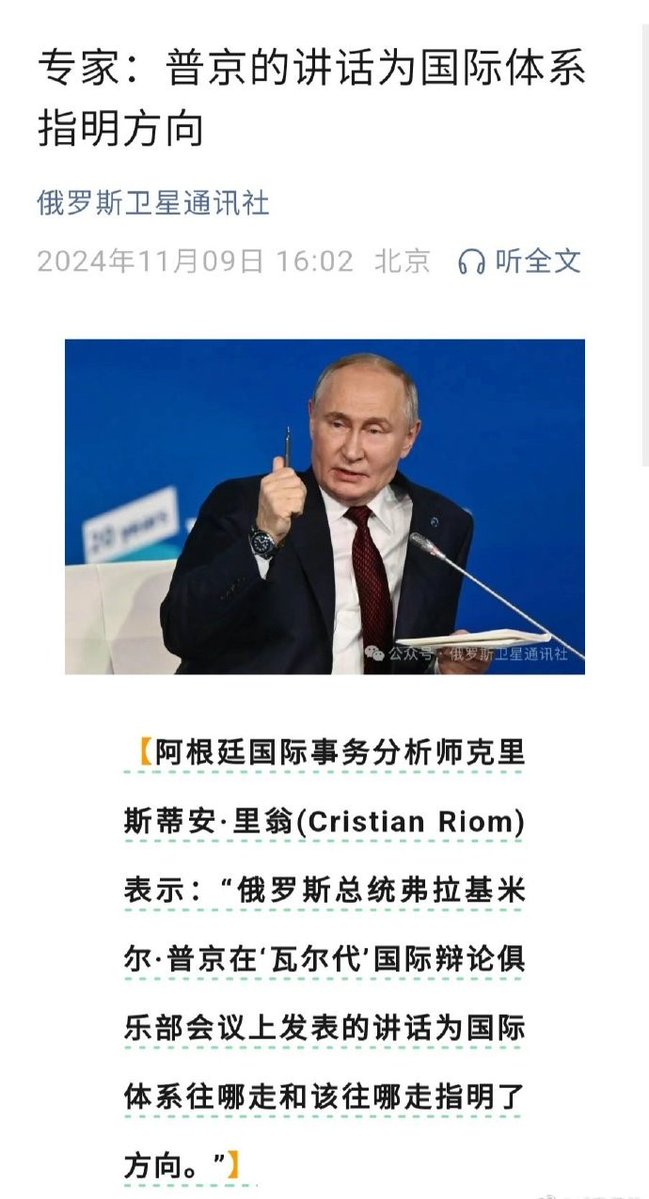 专家：普京的讲话为国际体系
指明方向
俄罗斯卫星通讯社
2024年11月09日 16:02 北京 听全文
20 years
公众号·俄罗斯卫星通讯社
【阿根廷国际事务分析师克里
斯蒂安·里翁(Cristian Riom)
表示：“俄罗斯总统弗拉基米
尔·普京在‘瓦尔代’国际辩论俱
乐部会议上发表的讲话为国际
体系往哪走和该往哪走指明了
方向。”】